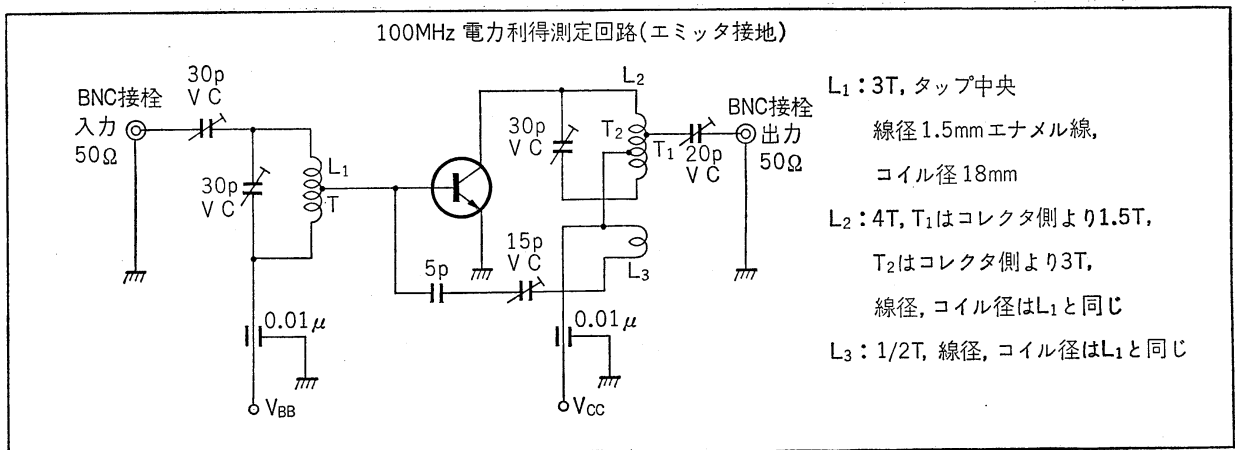 100MHz 電力利得測定回路(エミッタ接地)
BNC接栓
入力
50Ω
30p
V C
30p
V C
L₁
T
5p
15p
V C
0.01μ
V_BB
L₂
30p
V C
T₂
T₁
20p
V C
BNC接栓
出力
50Ω
L₃
0.01μ
Vcc
L₁：3T, タップ中央
線径1.5mmエナメル線,
コイル径18mm
L₂：4T, T₁はコレクタ側より1.5T,
T₂はコレクタ側より3T,
線径, コイル径はL₁と同じ
L₃：1/2T, 線径, コイル径はL₁と同じ